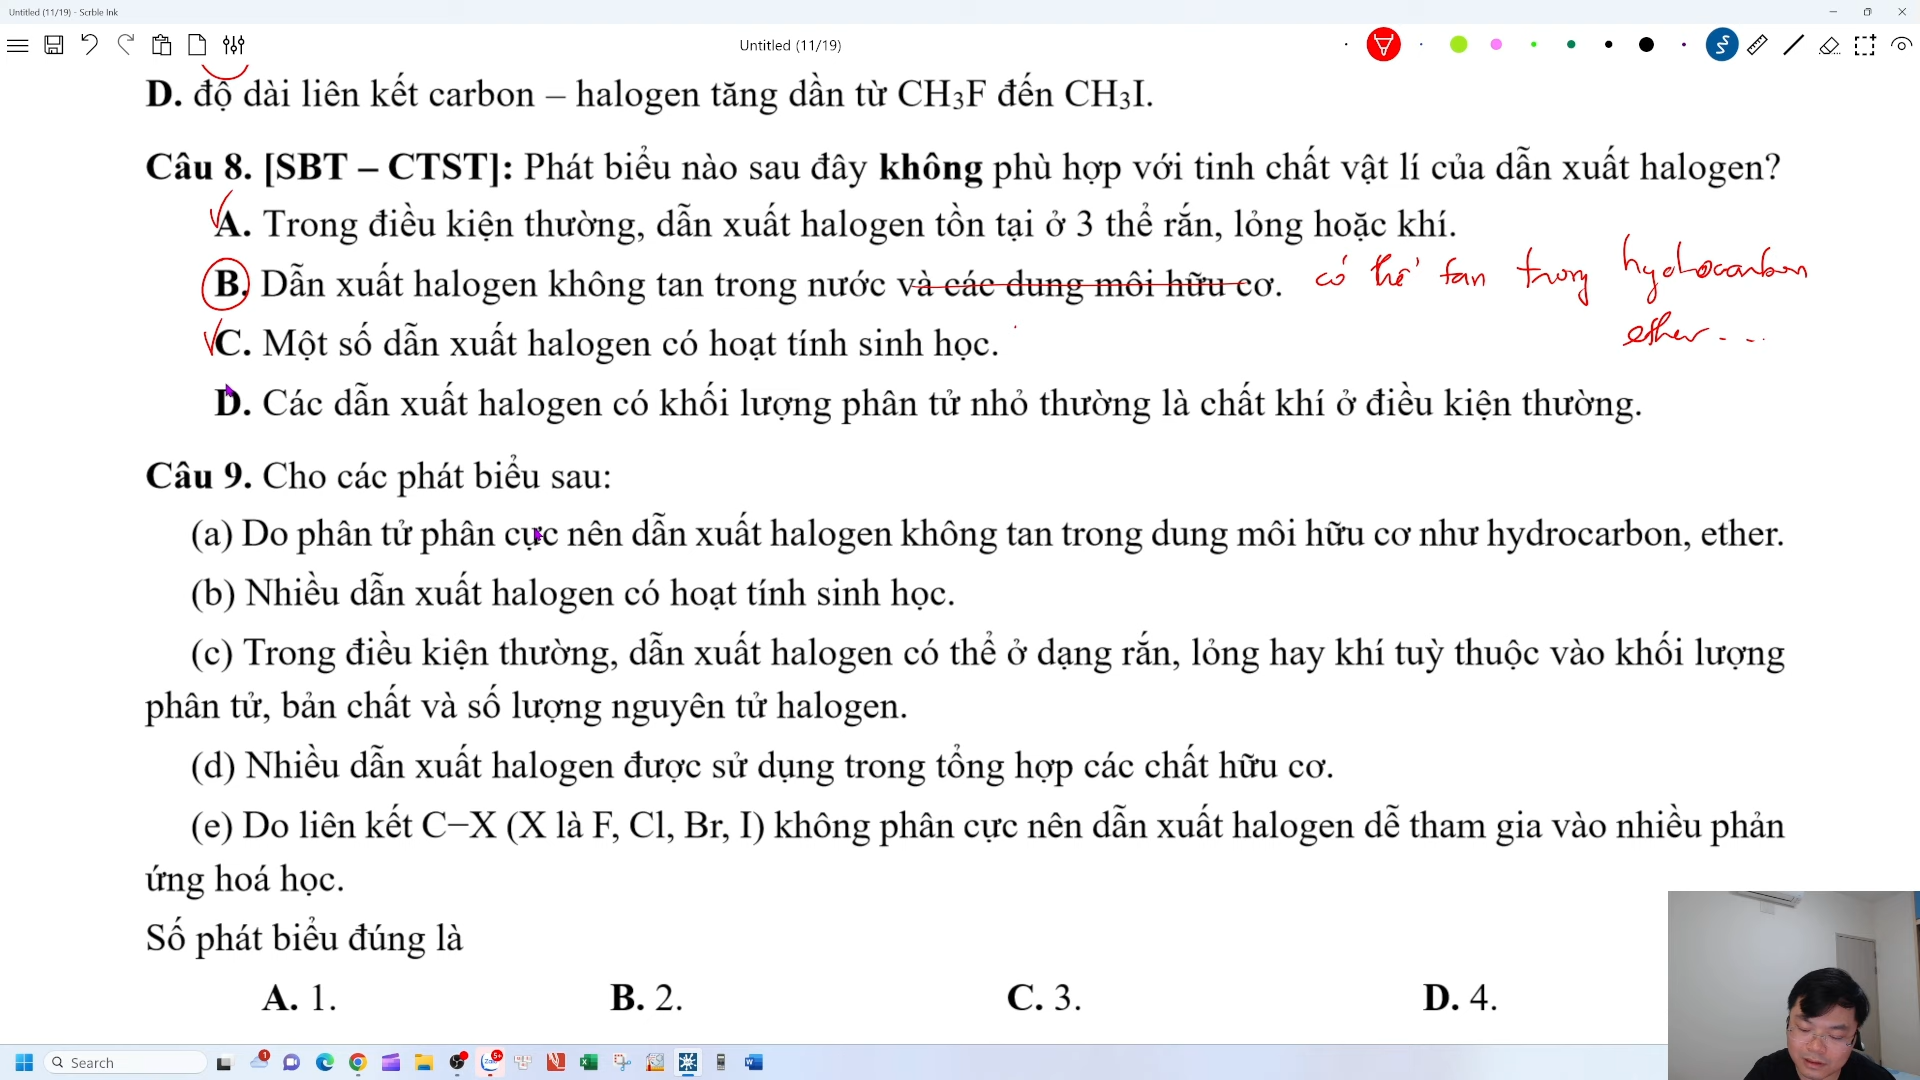 Untitled (11/19) - Scrble Ink
Untitled (11/19)
D. độ dài liên kết carbon – halogen tăng dần từ CH₃F đến CH₃I.
Câu 8. [SBT – CTST]: Phát biểu nào sau đây không phù hợp với tinh chất vật lí của dẫn xuất halogen?
A. Trong điều kiện thường, dẫn xuất halogen tồn tại ở 3 thể rắn, lỏng hoặc khí.
B. Dẫn xuất halogen không tan trong nước và các dung môi hữu cơ. có thể tan trong hydrocarbon
ether...
C. Một số dẫn xuất halogen có hoạt tính sinh học.
D. Các dẫn xuất halogen có khối lượng phân tử nhỏ thường là chất khí ở điều kiện thường.
Câu 9. Cho các phát biểu sau:
(a) Do phân tử phân cực nên dẫn xuất halogen không tan trong dung môi hữu cơ như hydrocarbon, ether.
(b) Nhiều dẫn xuất halogen có hoạt tính sinh học.
(c) Trong điều kiện thường, dẫn xuất halogen có thể ở dạng rắn, lỏng hay khí tuỳ thuộc vào khối lượng
phân tử, bản chất và số lượng nguyên tử halogen.
(d) Nhiều dẫn xuất halogen được sử dụng trong tổng hợp các chất hữu cơ.
(e) Do liên kết C–X (X là F, Cl, Br, I) không phân cực nên dẫn xuất halogen dễ tham gia vào nhiều phản
ứng hoá học.
Số phát biểu đúng là
A. 1. B. 2. C. 3. D. 4.
Search